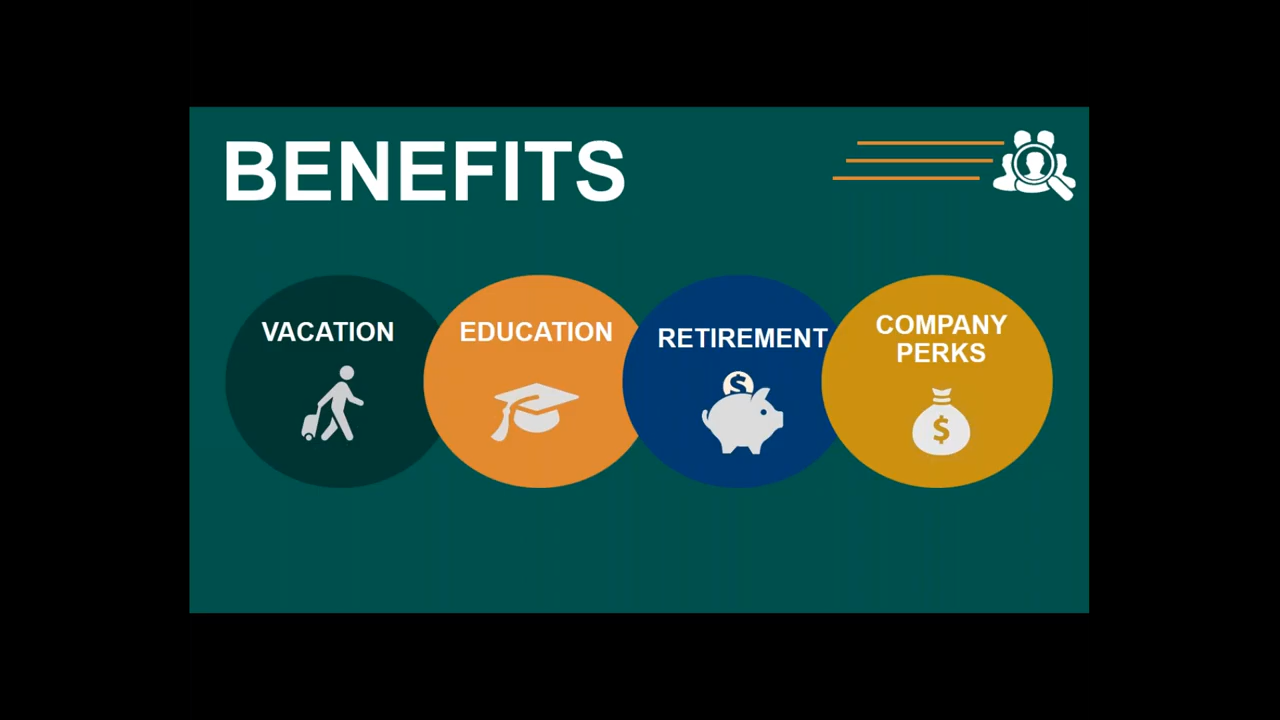 BENEFITS
VACATION
EDUCATION
RETIREMENT
COMPANY
PERKS
$
$